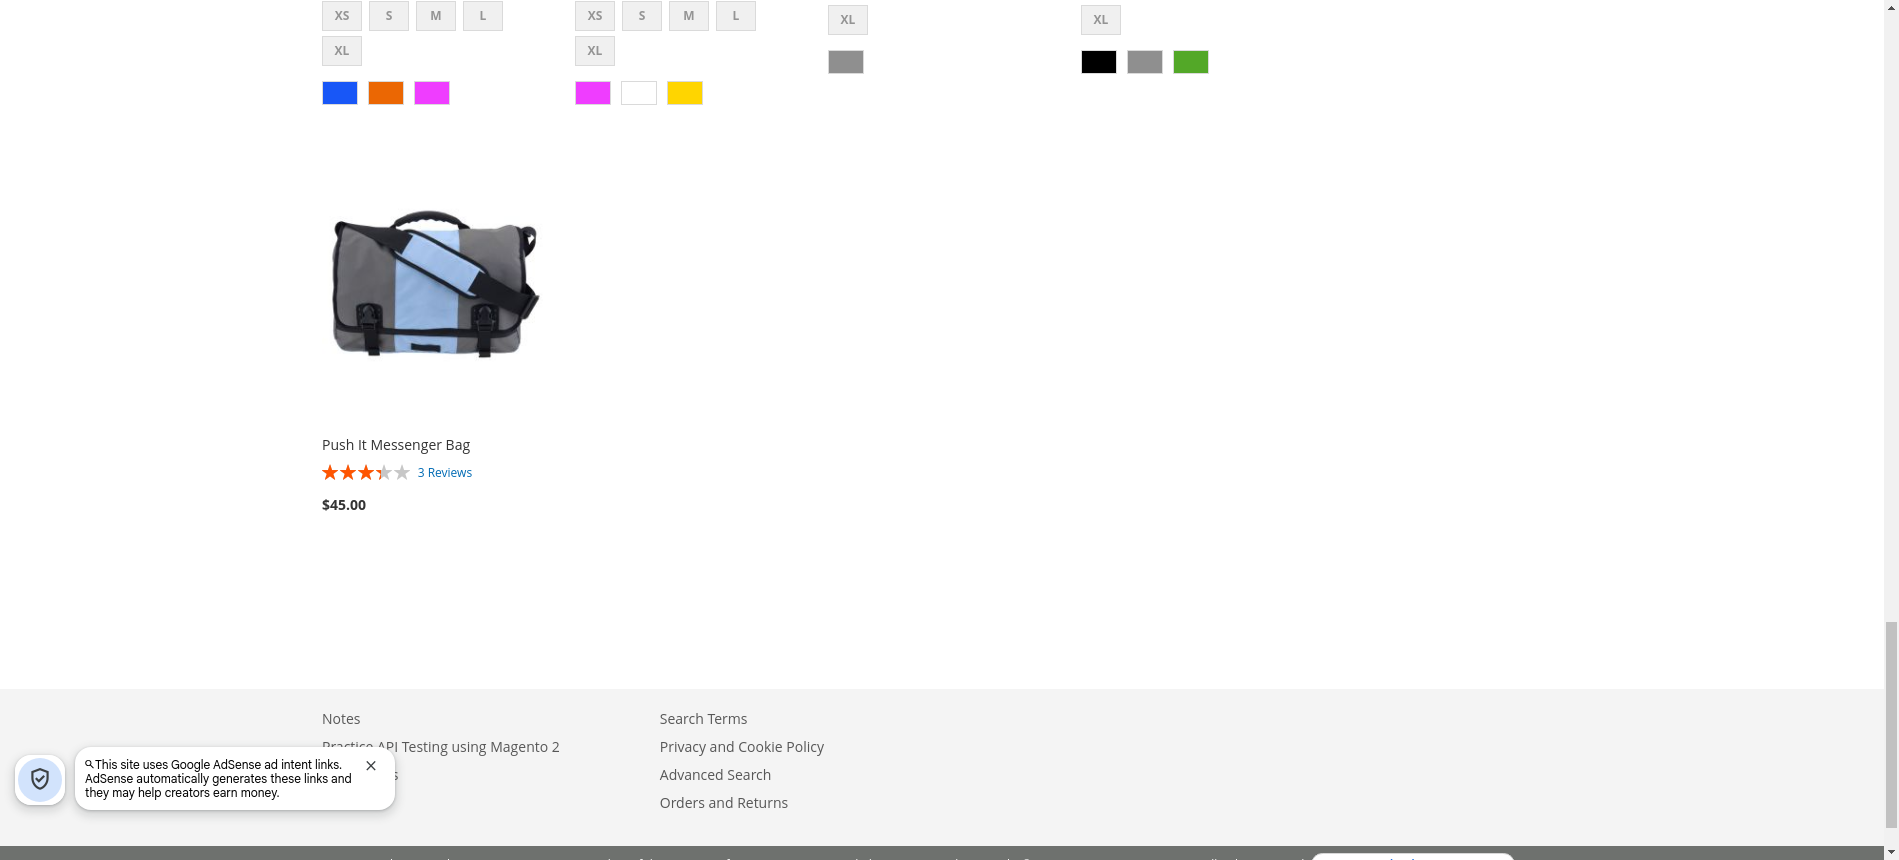 XS S M L
XL
XS S M L
XL
XL
XL
Push It Messenger Bag
3 Reviews
$45.00
Notes
Practice API Testing using Magento 2
Search Terms
Privacy and Cookie Policy
Advanced Search
Orders and Returns
This site uses Google AdSense ad intent links.
AdSense automatically generates these links and
they may help creators earn money.